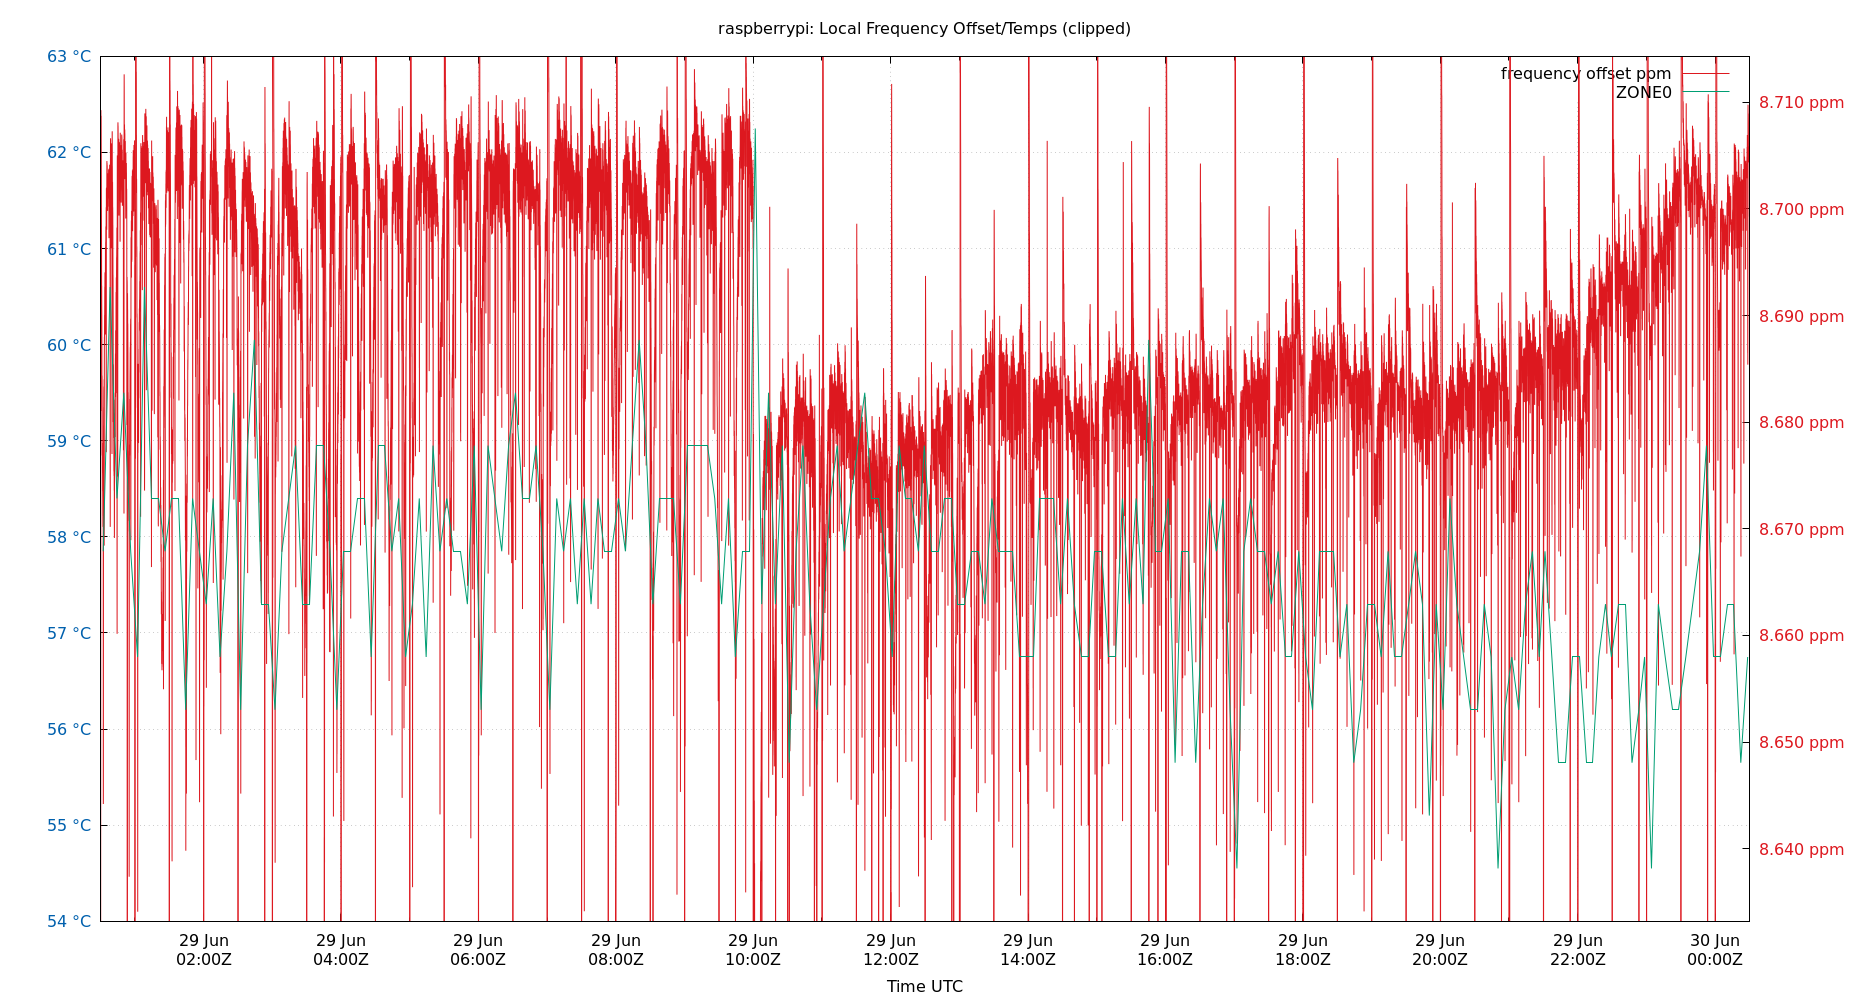 raspberrypi: Local Frequency Offset/Temps (clipped)
63 °C
62 °C
61 °C
60 °C
59 °C
58 °C
57 °C
56 °C
55 °C
54 °C
frequency offset ppm
ZONE0
8.710 ppm
8.700 ppm
8.690 ppm
8.680 ppm
8.670 ppm
8.660 ppm
8.650 ppm
8.640 ppm
29 Jun 29 Jun 29 Jun 29 Jun 29 Jun 29 Jun 29 Jun 29 Jun 29 Jun 29 Jun 29 Jun 30 Jun
02:00Z 04:00Z 06:00Z 08:00Z 10:00Z 12:00Z 14:00Z 16:00Z 18:00Z 20:00Z 22:00Z 00:00Z
Time UTC